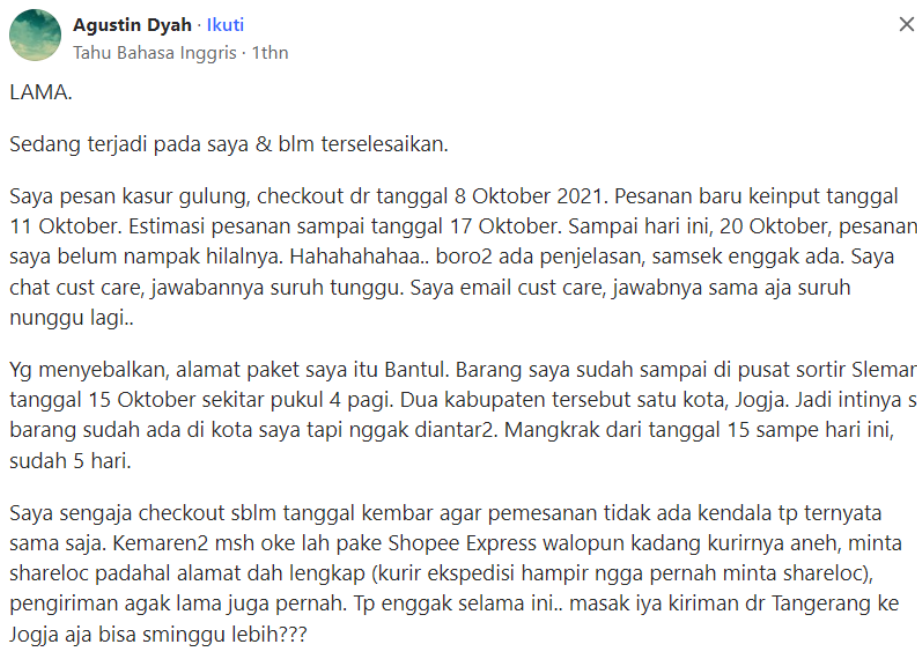 Agustin Dyah · Ikuti
Tahu Bahasa Inggris · 1thn
LAMA.
Sedang terjadi pada saya & blm terselesaikan.
Saya pesan kasur gulung, checkout dr tanggal 8 Oktober 2021. Pesanan baru keinput tanggal
11 Oktober. Estimasi pesanan sampai tanggal 17 Oktober. Sampai hari ini, 20 Oktober, pesanan
saya belum nampak hilalnya. Hahahahahaa.. boro2 ada penjelasan, samsek enggak ada. Saya
chat cust care, jawabannya suruh tunggu. Saya email cust care, jawabnya sama aja suruh
nunggu lagi..
Yg menyebalkan, alamat paket saya itu Bantul. Barang saya sudah sampai di pusat sortir Sleman
tanggal 15 Oktober sekitar pukul 4 pagi. Dua kabupaten tersebut satu kota, Jogja. Jadi intinya s
barang sudah ada di kota saya tapi nggak diantar2. Mangkrak dari tanggal 15 sampe hari ini,
sudah 5 hari.
Saya sengaja checkout sblm tanggal kembar agar pemesanan tidak ada kendala tp ternyata
sama saja. Kemaren2 msh oke lah pake Shopee Express walopun kadang kurirnya aneh, minta
shareloc padahal alamat dah lengkap (kurir ekspedisi hampir ngga pernah minta shareloc),
pengiriman agak lama juga pernah. Tp enggak selama ini.. masak iya kiriman dr Tangerang ke
Jogja aja bisa sminggu lebih???